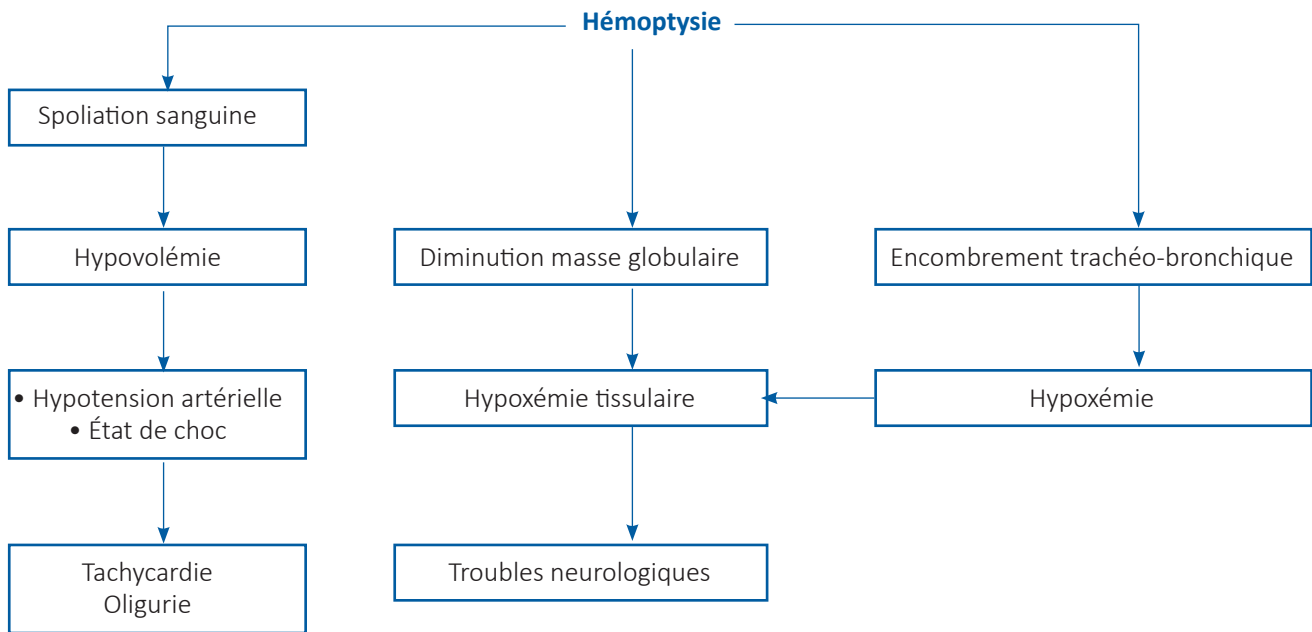 Hémoptysie
Spoliation sanguine
Hypovolémie
Diminution masse globulaire
Encombrement trachéo-bronchique
• Hypotension artérielle
• État de choc
Hypoxémie tissulaire
Hypoxémie
Tachycardie
Oligurie
Troubles neurologiques